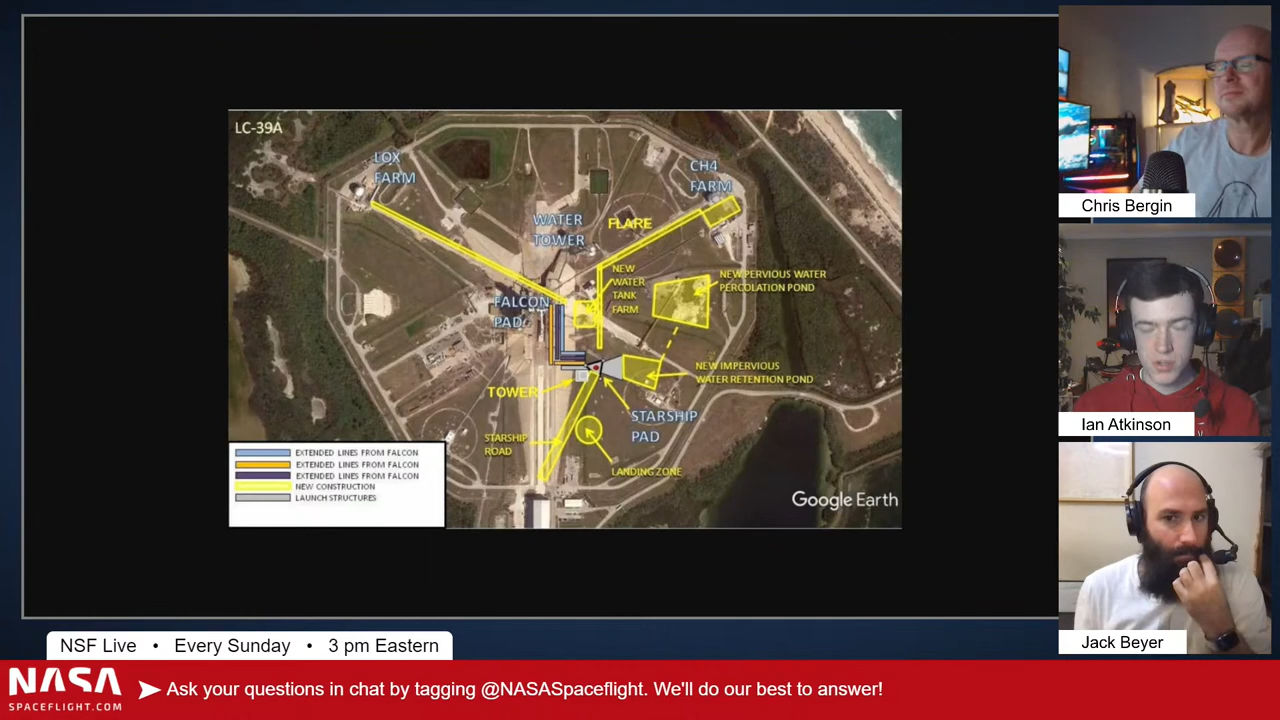 LC-39A
LOX
FARM
CH4
FARM
WATER
TOWER
FLARE
NEW
WATER
TANK
FARM
NEW PERVIOUS WATER
PERCOLATION POND
FALCON
PAD
NEW IMPERVIOUS
WATER RETENTION POND
TOWER
STARSHIP
PAD
STARSHIP
ROAD
LANDING ZONE
EXTENDED LINES FROM FALCON
EXTENDED LINES FROM FALCON
EXTENDED LINES FROM FALCON
NEW CONSTRUCTION
LAUNCH STRUCTURES
Google Earth
Chris Bergin
Ian Atkinson
Jack Beyer
NSF Live • Every Sunday • 3 pm Eastern
NASA
SPACEFLIGHT.COM
Ask your questions in chat by tagging @NASASpaceflight. We'll do our best to answer!